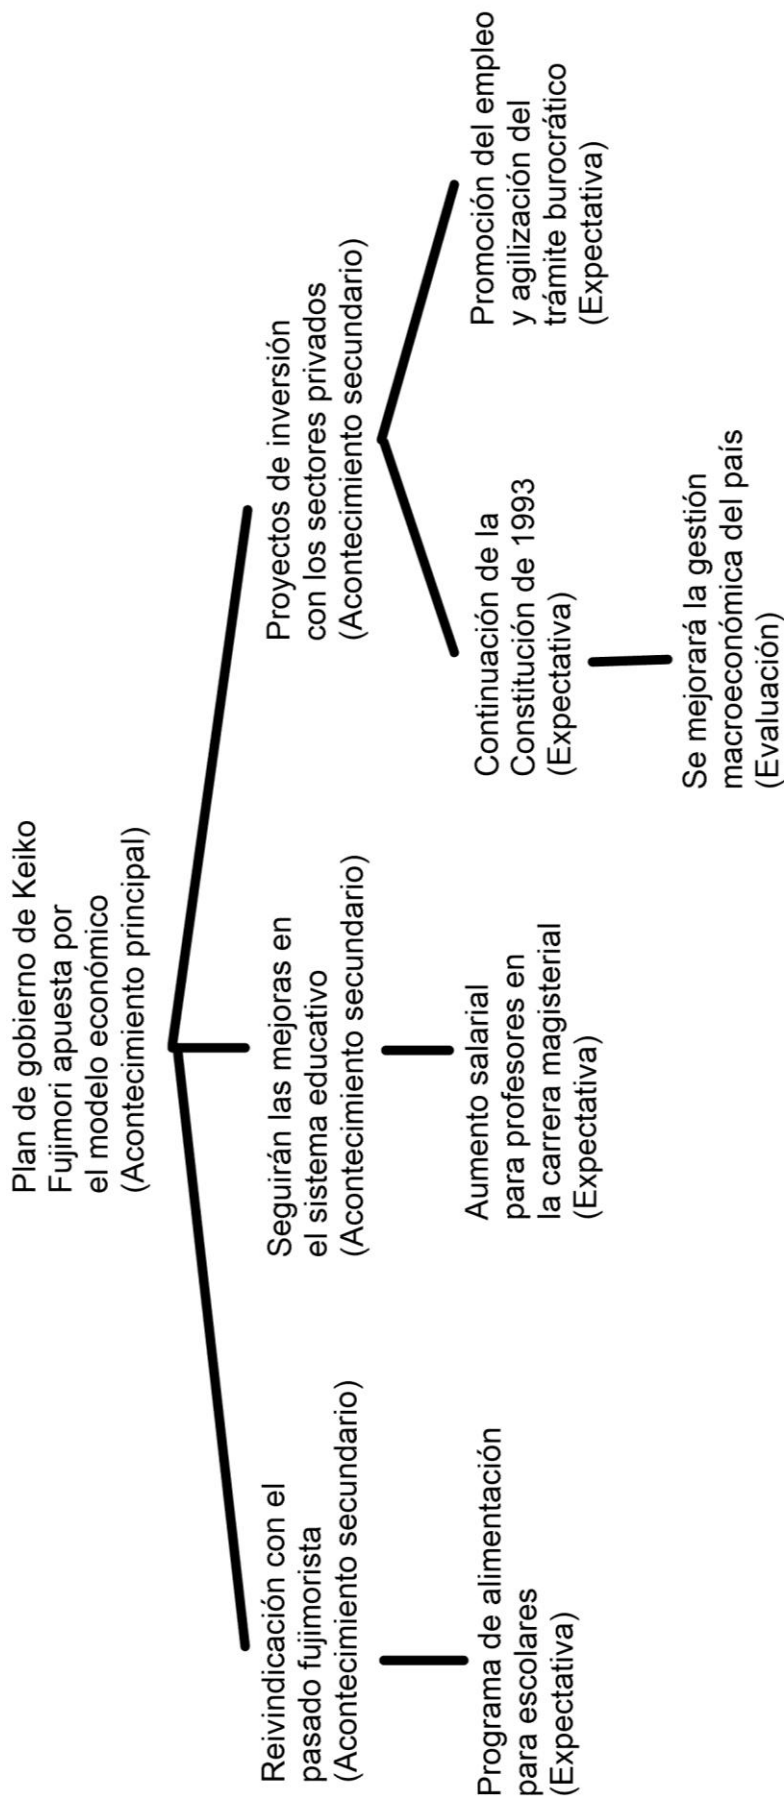 Plan de gobierno de Keiko
Fujimori apuesta por
el modelo económico
(Acontecimiento principal)
Reivindicación con el
pasado fujimorista
(Acontecimiento secundario)
Seguirán las mejoras en
el sistema educativo
(Acontecimiento secundario)
Proyectos de inversión
con los sectores privados
(Acontecimiento secundario)
Programa de alimentación
para escolares
(Expectativa)
Aumento salarial
para profesores en
la carrera magisterial
(Expectativa)
Continuación de la
Constitución de 1993
(Expectativa)
Promoción del empleo
y agilización del
trámite burocrático
(Expectativa)
Se mejorará la gestión
macroeconómica del país
(Evaluación)